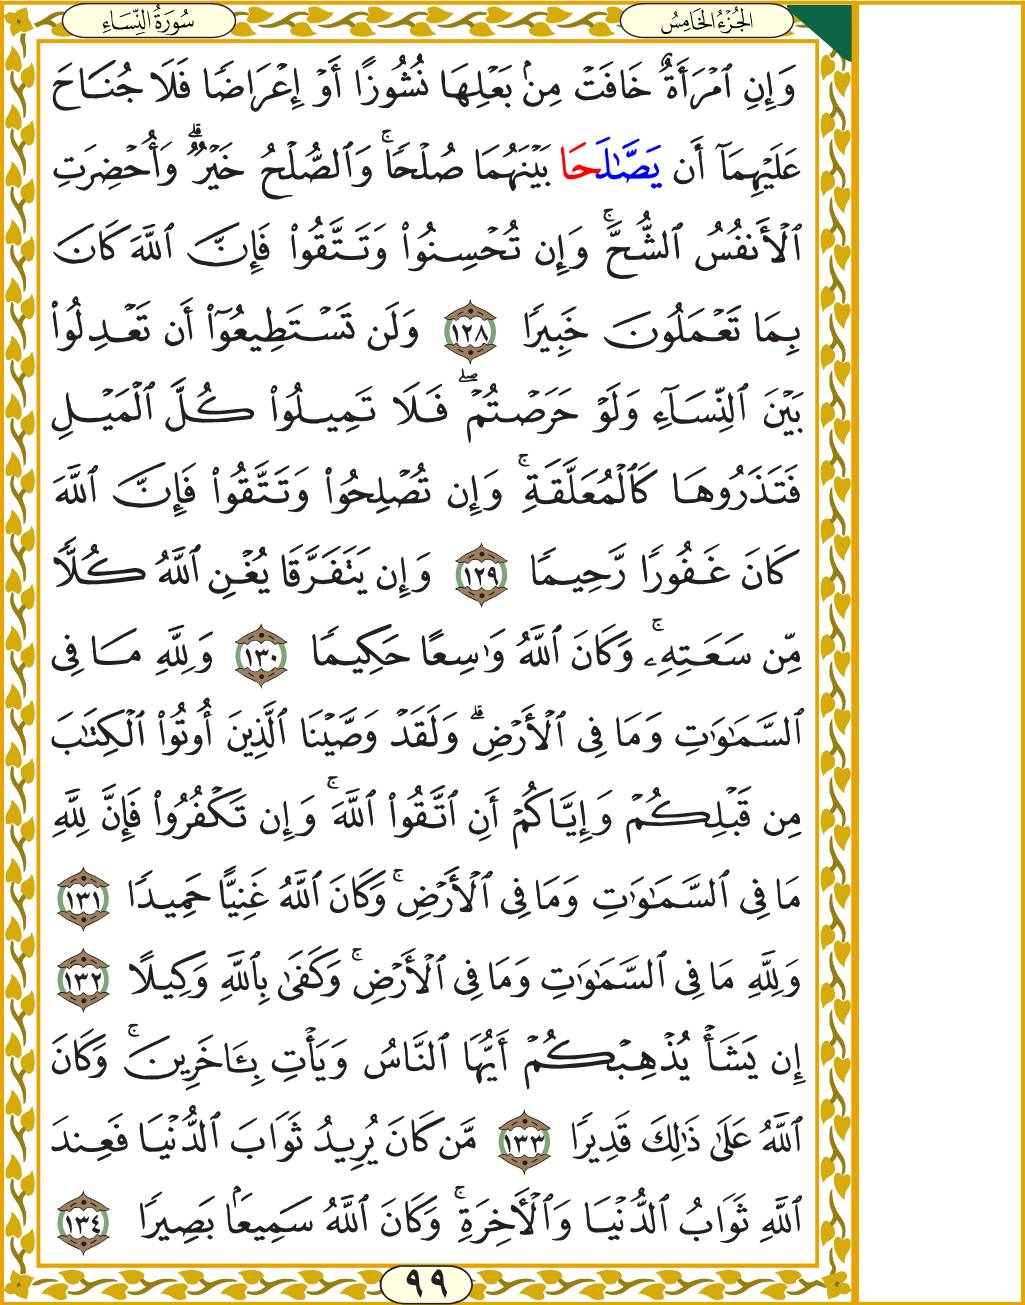 الجُزْءُ الخَامِسُ
سُورَةُ النِّسَاءِ
وَإِنِ ٱمْرَأَةٌ خَافَتْ مِنۢ بَعْلِهَا نُشُوزًا أَوْ إِعْرَاضًا فَلَا جُنَاحَ
عَلَيْهِمَآ أَن يَصَّـٰلَحَا بَيْنَهُمَا صُلْحًا ۚ وَٱلصُّلْحُ خَيْرٌ ۗ وَأُحْضِرَتِ
ٱلْأَنفُسُ ٱلشُّحَّ ۚ وَإِن تُحْسِنُوا۟ وَتَتَّقُوا۟ فَإِنَّ ٱللَّهَ كَانَ
بِمَا تَعْمَلُونَ خَبِيرًا ١٢٨ وَلَن تَسْتَطِيعُوٓا۟ أَن تَعْدِلُوا۟
بَيْنَ ٱلنِّسَآءِ وَلَوْ حَرَصْتُمْ ۖ فَلَا تَمِيلُوا۟ كُلَّ ٱلْمَيْلِ
فَتَذَرُوهَا كَٱلْمُعَلَّقَةِ ۚ وَإِن تُصْلِحُوا۟ وَتَتَّقُوا۟ فَإِنَّ ٱللَّهَ
كَانَ غَفُورًا رَّحِيمًا ١٢٩ وَإِن يَتَفَرَّقَا يُغْنِ ٱللَّهُ كُلًّا
مِّن سَعَتِهِۦ ۚ وَكَانَ ٱللَّهُ وَٰسِعًا حَكِيمًا ١٣٠ وَلِلَّهِ مَا فِى
ٱلسَّمَـٰوَٰتِ وَمَا فِى ٱلْأَرْضِ ۗ وَلَقَدْ وَصَّيْنَا ٱلَّذِينَ أُوتُوا۟ ٱلْكِتَـٰبَ
مِن قَبْلِكُمْ وَإِيَّاكُمْ أَنِ ٱتَّقُوا۟ ٱللَّهَ ۚ وَإِن تَكْفُرُوا۟ فَإِنَّ لِلَّهِ
مَا فِى ٱلسَّمَـٰوَٰتِ وَمَا فِى ٱلْأَرْضِ ۚ وَكَانَ ٱللَّهُ غَنِيًّا حَمِيدًا ١٣١
وَلِلَّهِ مَا فِى ٱلسَّمَـٰوَٰتِ وَمَا فِى ٱلْأَرْضِ ۚ وَكَفَىٰ بِٱللَّهِ وَكِيلًا ١٣٢
إِن يَشَأْ يُذْهِبْكُمْ أَيُّهَا ٱلنَّاسُ وَيَأْتِ بِـَٔاخَرِينَ ۚ وَكَانَ
ٱللَّهُ عَلَىٰ ذَٰلِكَ قَدِيرًا ١٣٣ مَّن كَانَ يُرِيدُ ثَوَابَ ٱلدُّنْيَا فَعِندَ
ٱللَّهِ ثَوَابُ ٱلدُّنْيَا وَٱلْـَٔاخِرَةِ ۚ وَكَانَ ٱللَّهُ سَمِيعًۢا بَصِيرًا ١٣٤
٩٩